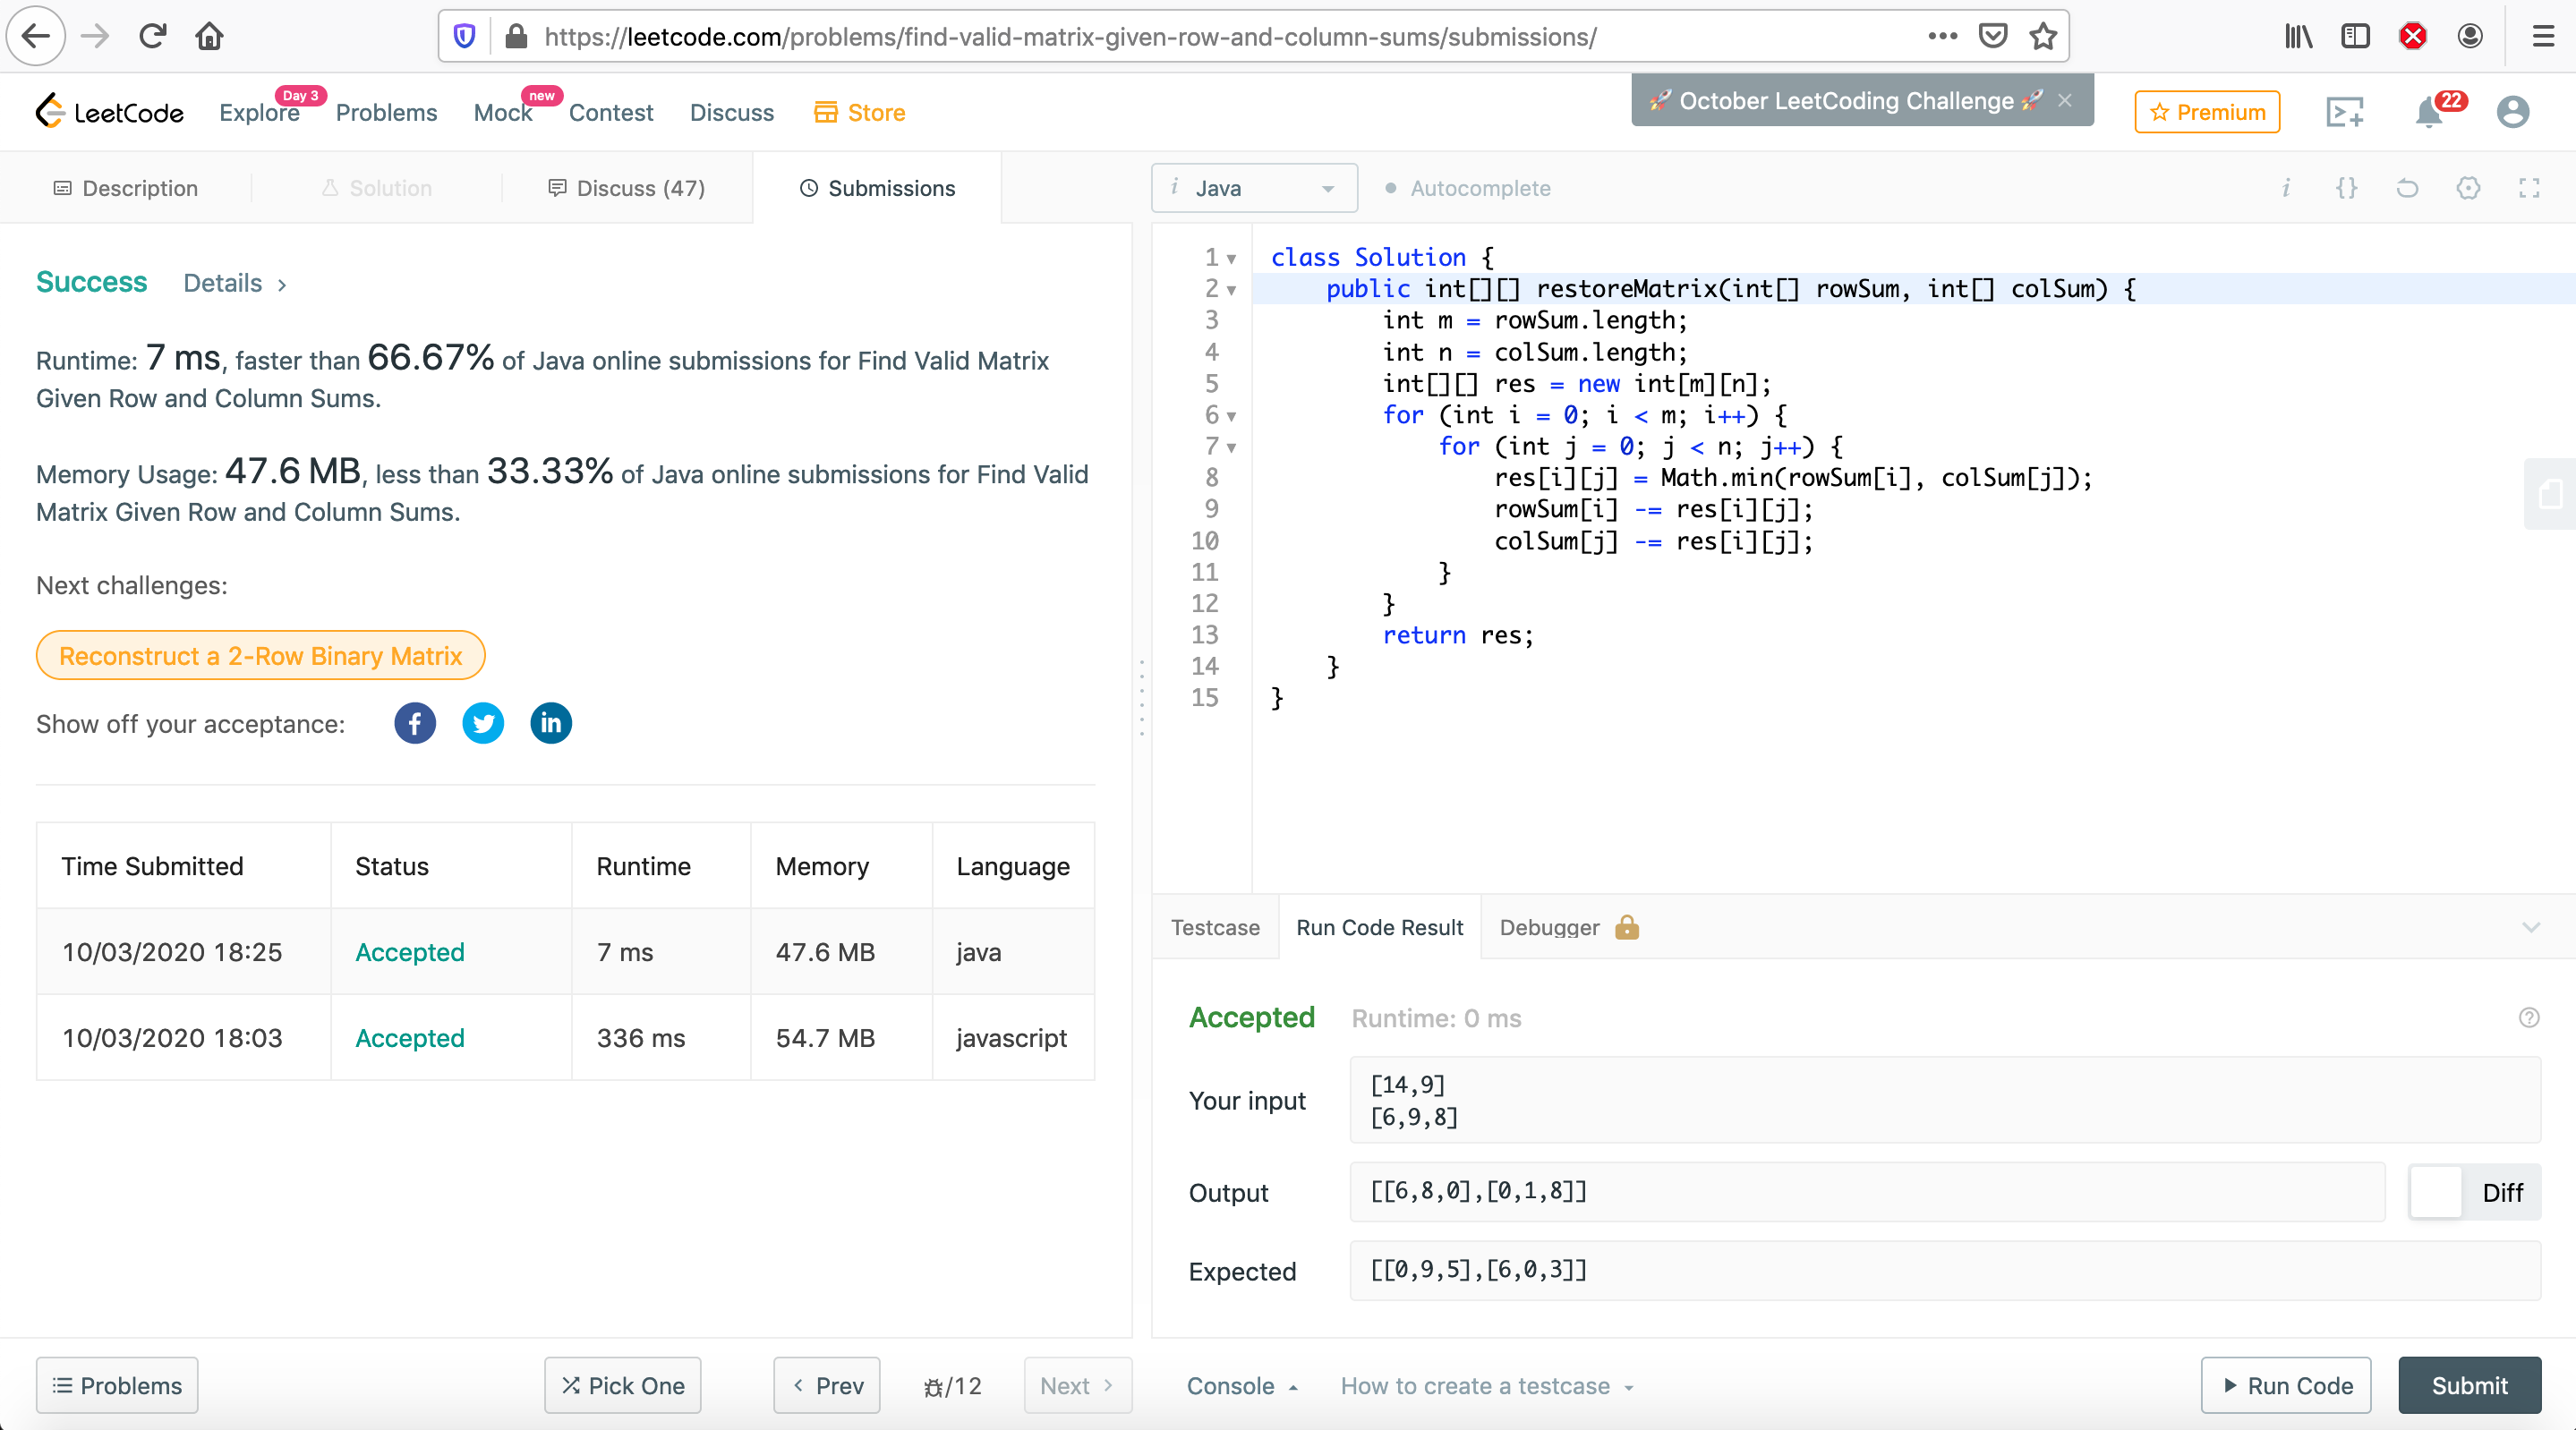 https://leetcode.com/problems/find-valid-matrix-given-row-and-column-sums/submissions/
LeetCode
Explore
Day 3
Problems
Mock
new
Contest
Discuss
Store
🚀 October LeetCoding Challenge 🚀 ×
Premium
22
Description
Solution
Discuss (47)
Submissions
i Java
Autocomplete
Success
Details
Runtime: 7 ms, faster than 66.67% of Java online submissions for Find Valid Matrix
Given Row and Column Sums.
Memory Usage: 47.6 MB, less than 33.33% of Java online submissions for Find Valid
Matrix Given Row and Column Sums.
Next challenges:
Reconstruct a 2-Row Binary Matrix
Show off your acceptance:
Time Submitted Status Runtime Memory Language
10/03/2020 18:25 Accepted 7 ms 47.6 MB java
10/03/2020 18:03 Accepted 336 ms 54.7 MB javascript
1 class Solution {
2 public int[][] restoreMatrix(int[] rowSum, int[] colSum) {
3 int m = rowSum.length;
4 int n = colSum.length;
5 int[][] res = new int[m][n];
6 for (int i = 0; i < m; i++) {
7 for (int j = 0; j < n; j++) {
8 res[i][j] = Math.min(rowSum[i], colSum[j]);
9 rowSum[i] -= res[i][j];
10 colSum[j] -= res[i][j];
11 }
12 }
13 return res;
14 }
15 }
Testcase
Run Code Result
Debugger
Accepted
Runtime: 0 ms
Your input
[14,9]
[6,9,8]
Output
[[6,8,0],[0,1,8]]
Diff
Expected
[[0,9,5],[6,0,3]]
Problems
Pick One
Prev
/12
Next
Console
How to create a testcase
Run Code
Submit